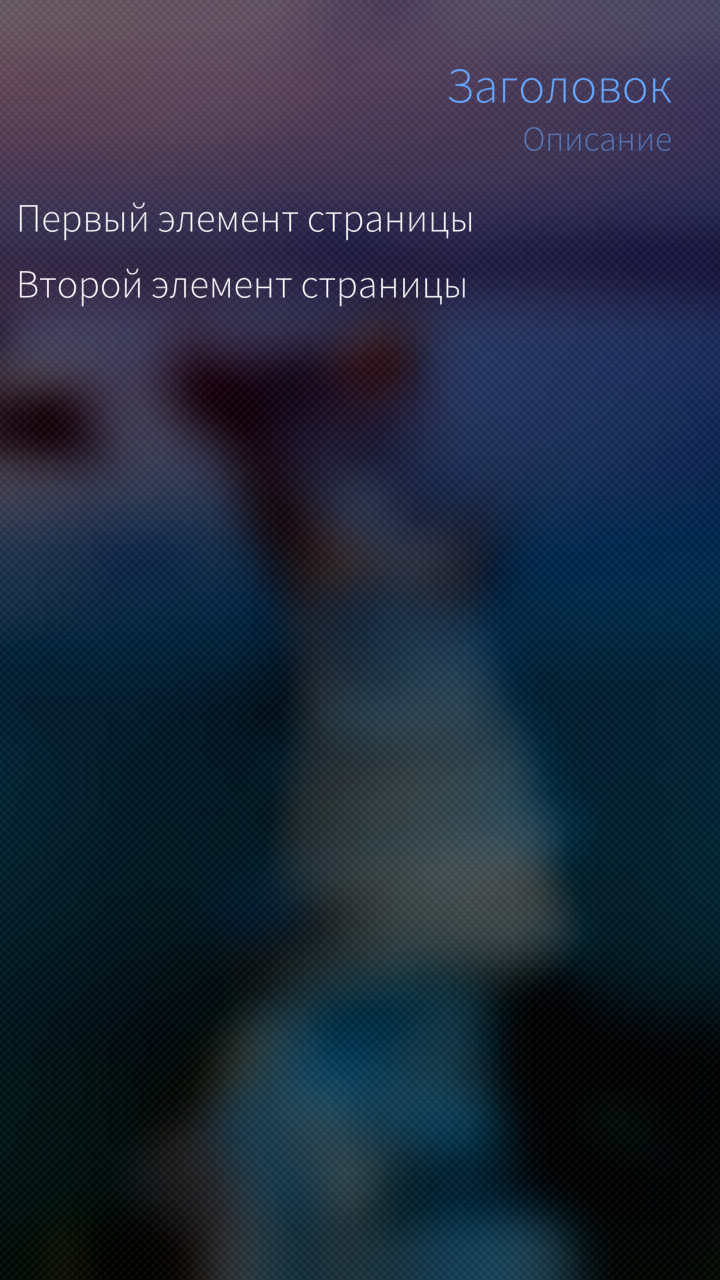 Заголовок
Описание
Первый элемент страницы
Второй элемент страницы